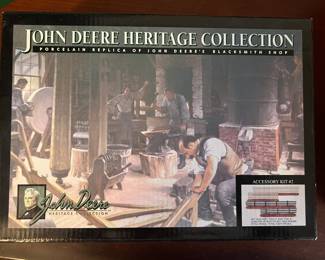 JOHN DEERE HERITAGE COLLECTION
PORCELAIN REPLICA OF JOHN DEERE'S BLACKSMITH SHOP
John Deere
HERITAGE COLLECTION
ACCESSORY KIT #2